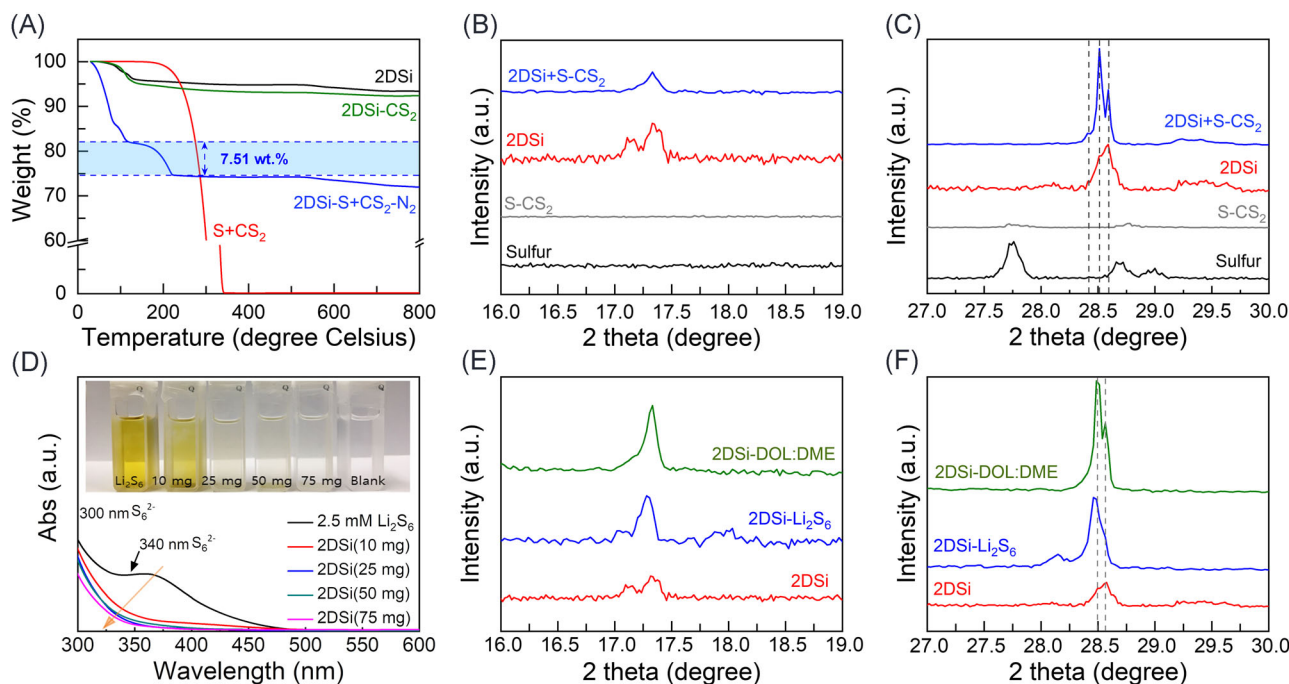 (A)
100
90
80
70
60
0
Weight (%)
2DSi
2DSi-CS₂
7.51 wt.%
2DSi-S+CS₂-N₂
S+CS₂
0 200 400 600 800
Temperature (degree Celsius)
(B)
Intensity (a.u.)
2DSi+S-CS₂
2DSi
S-CS₂
Sulfur
16.0 16.5 17.0 17.5 18.0 18.5 19.0
2 theta (degree)
(C)
Intensity (a.u.)
2DSi+S-CS₂
2DSi
S-CS₂
Sulfur
27.0 27.5 28.0 28.5 29.0 29.5 30.0
2 theta (degree)
(D)
Abs (a.u.)
Q Q Q Q Q Q
Li₂S₆ 10 mg 25 mg 50 mg 75 mg Blank
300 nm S₆²⁻
340 nm S₆²⁻
2.5 mM Li₂S₆
2DSi(10 mg)
2DSi(25 mg)
2DSi(50 mg)
2DSi(75 mg)
300 350 400 450 500 550 600
Wavelength (nm)
(E)
Intensity (a.u.)
2DSi-DOL:DME
2DSi-Li₂S₆
2DSi
16.0 16.5 17.0 17.5 18.0 18.5 19.0
2 theta (degree)
(F)
Intensity (a.u.)
2DSi-DOL:DME
2DSi-Li₂S₆
2DSi
27.0 27.5 28.0 28.5 29.0 29.5 30.0
2 theta (degree)